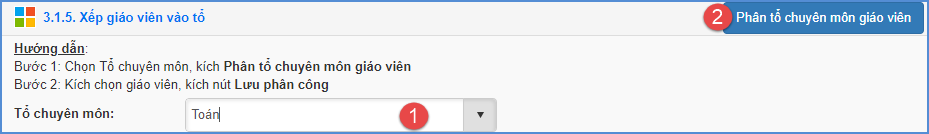 3.1.5. Xếp giáo viên vào tổ
2 Phân tổ chuyên môn giáo viên
Hướng dẫn:
Bước 1: Chọn Tổ chuyên môn, kích Phân tổ chuyên môn giáo viên
Bước 2: Kích chọn giáo viên, kích nút Lưu phân công
Tổ chuyên môn: Toán 1